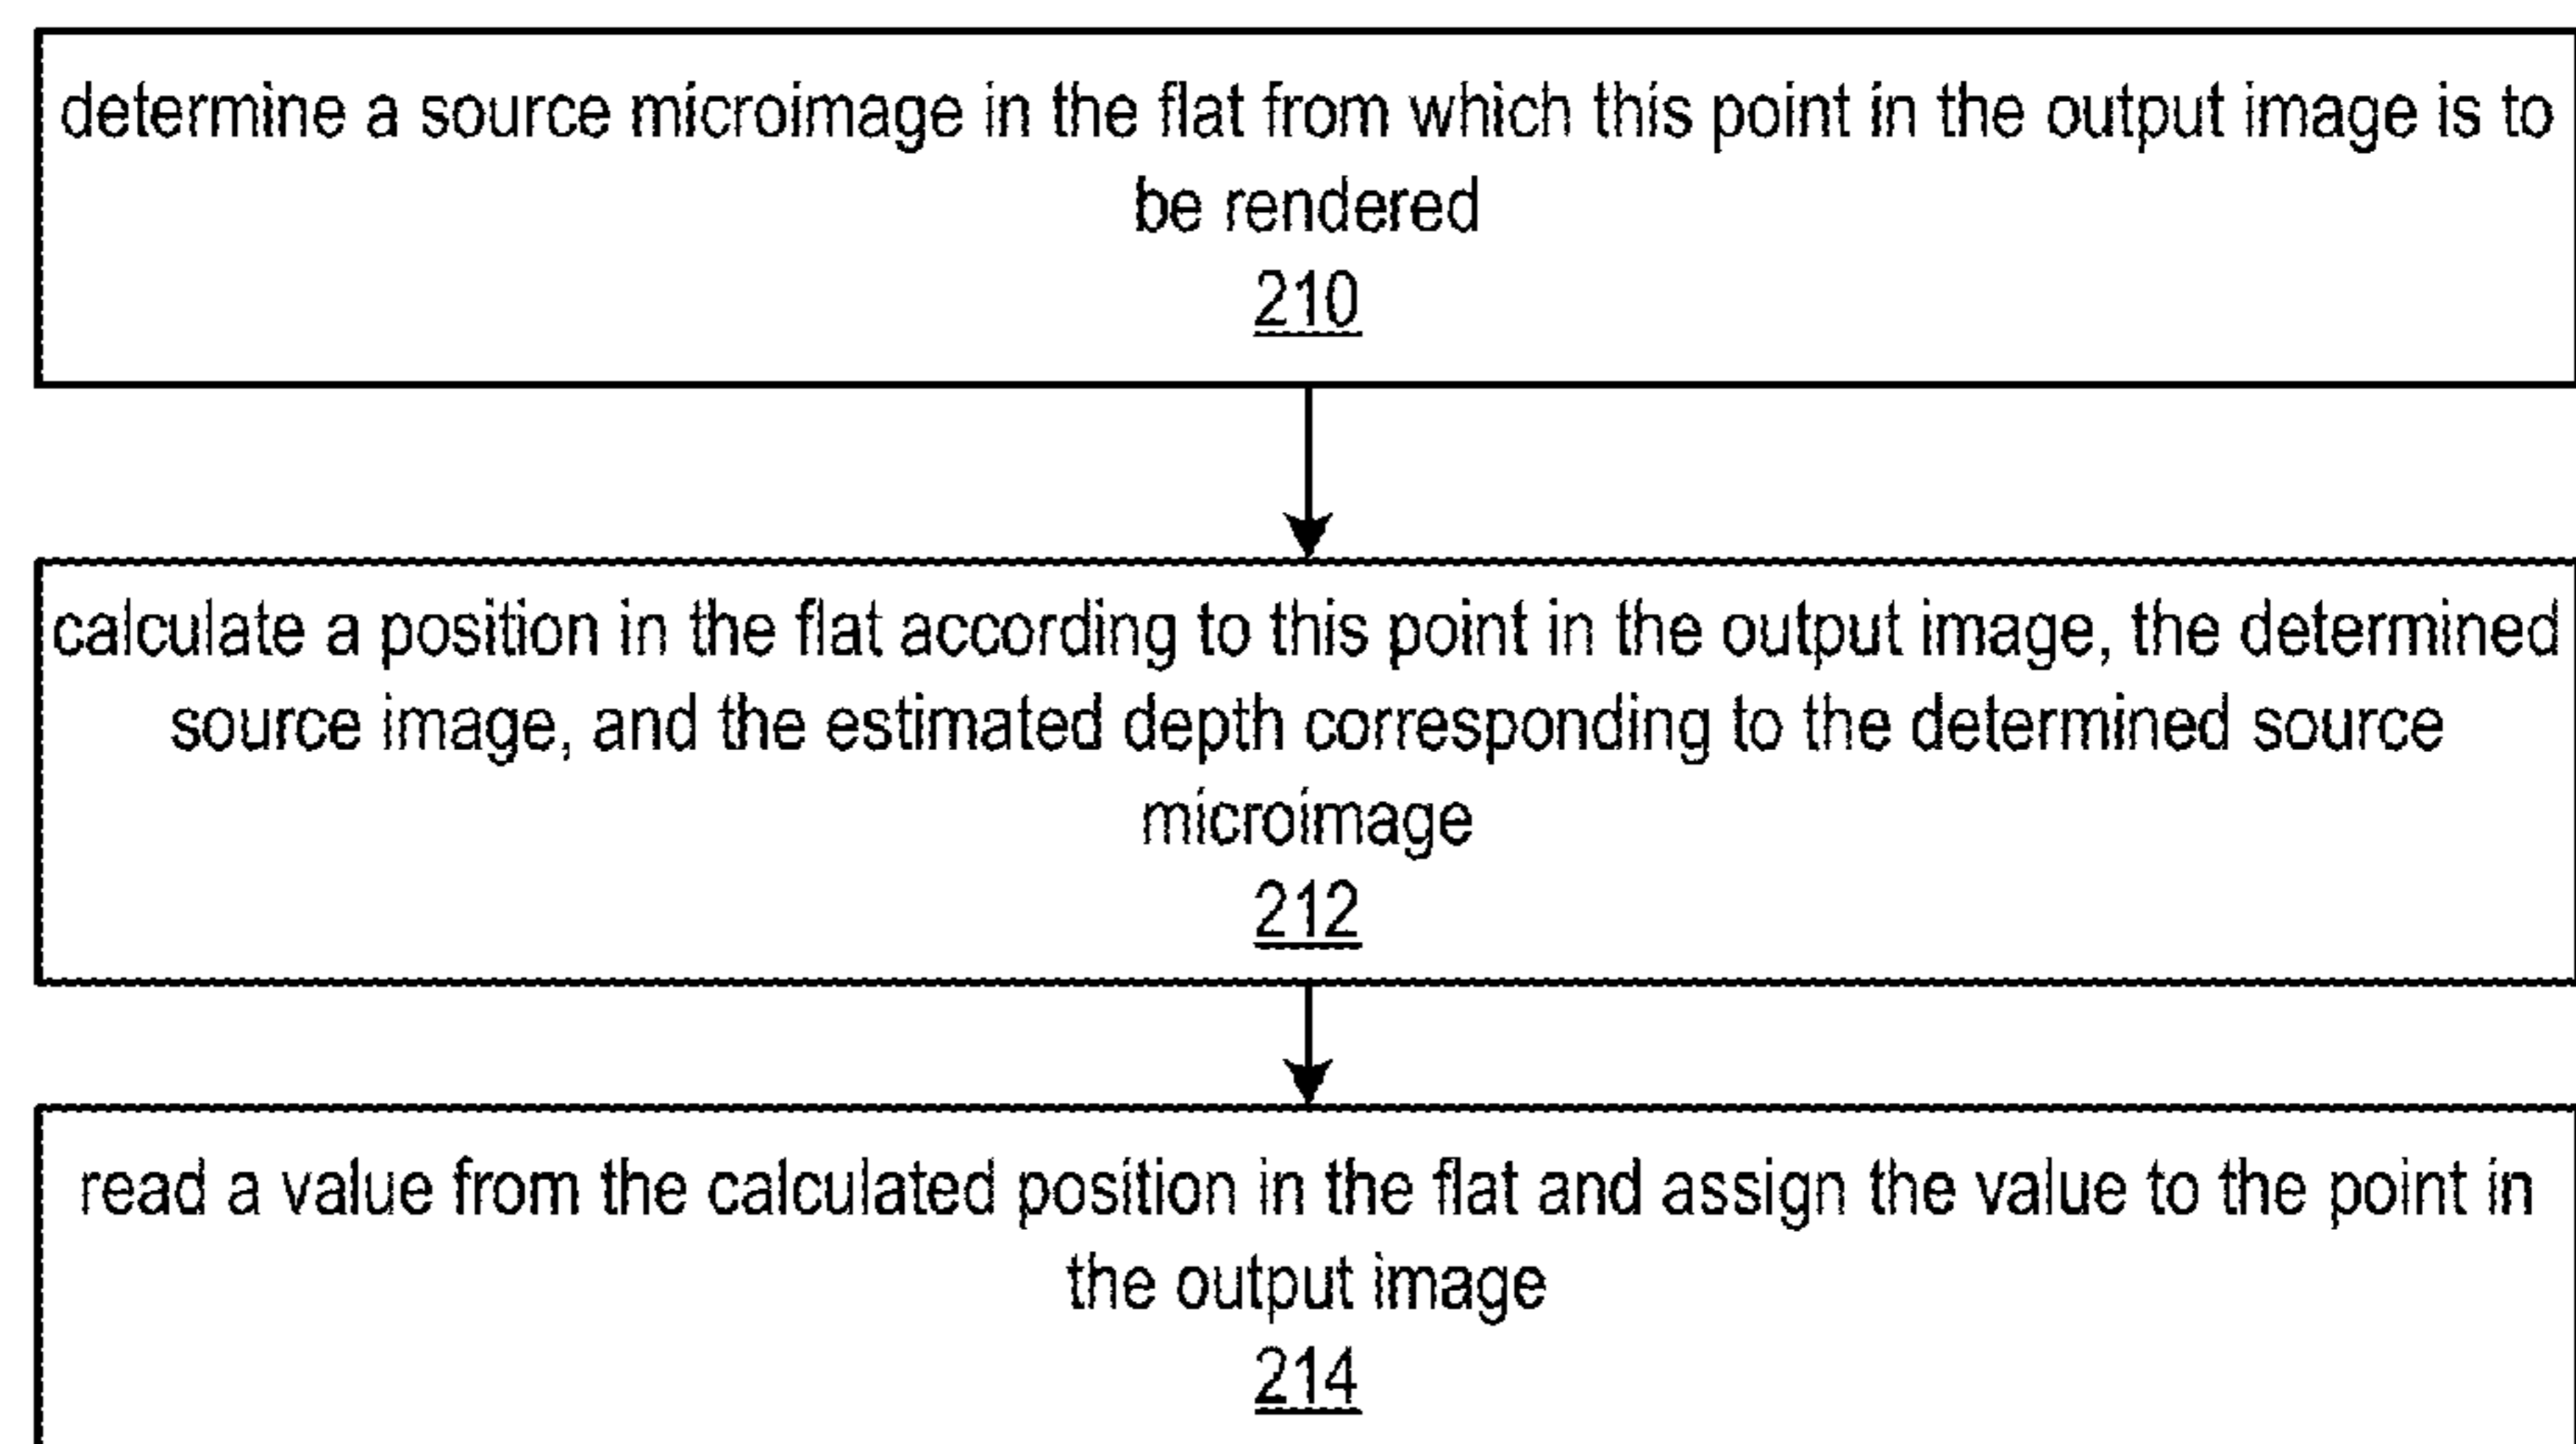 determine a source microimage in the flat from which this point in the output image is to
be rendered
210
calculate a position in the flat according to this point in the output image, the determined
source image, and the estimated depth corresponding to the determined source
microimage
212
read a value from the calculated position in the flat and assign the value to the point in
the output image
214